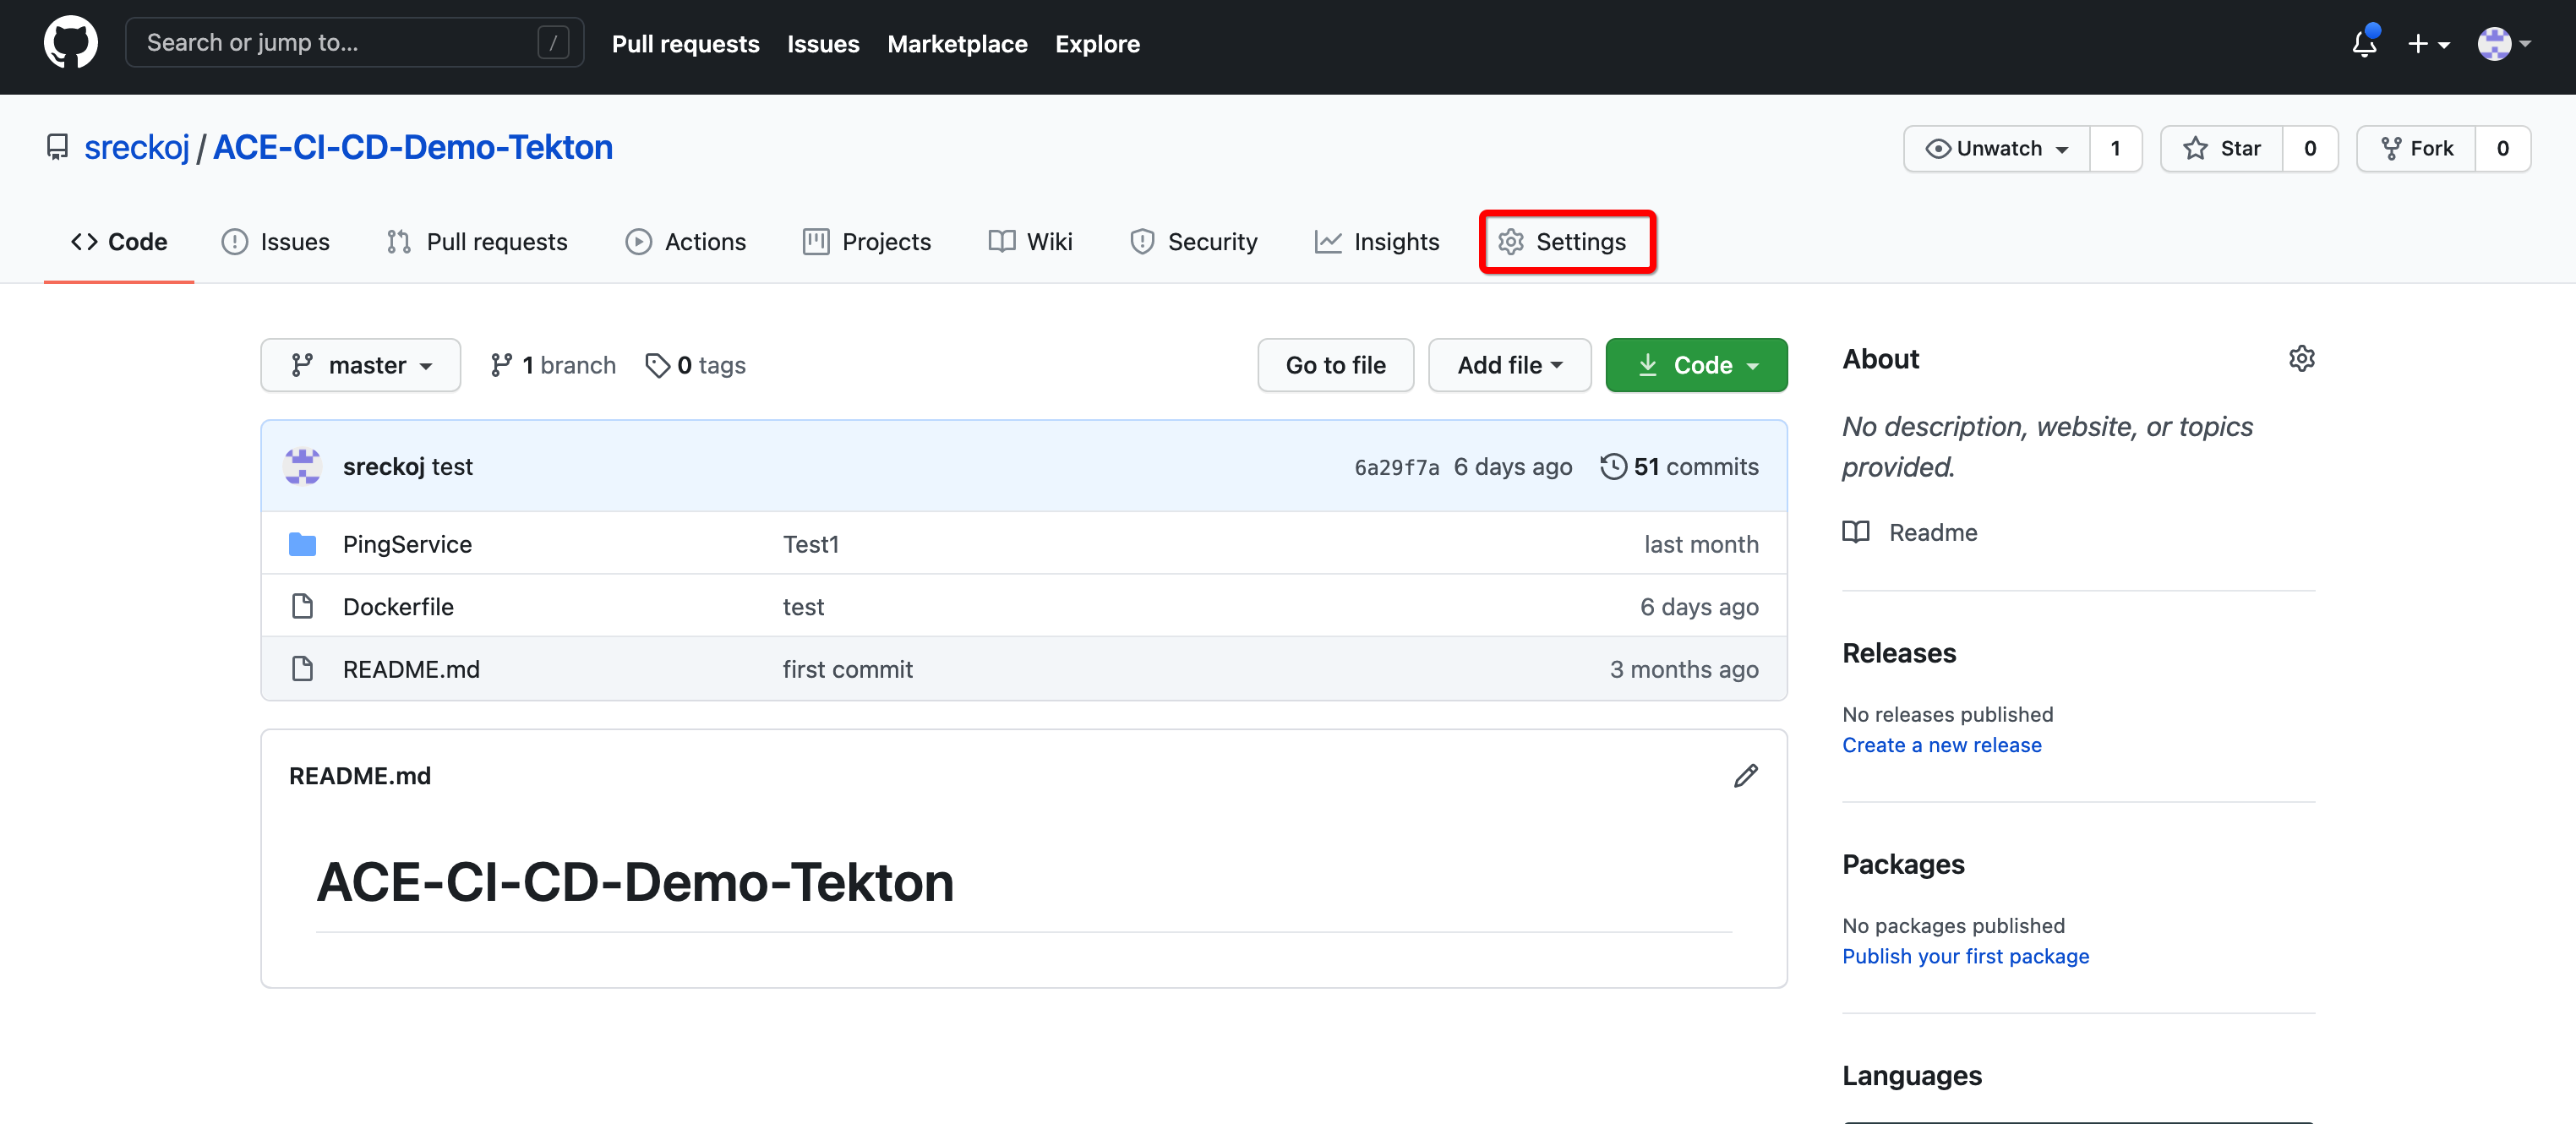 Search or jump to... /
Pull requests Issues Marketplace Explore
sreckoj / ACE-CI-CD-Demo-Tekton
Unwatch 1 Star 0 Fork 0
Code Issues Pull requests Actions Projects Wiki Security Insights Settings
master 1 branch 0 tags Go to file Add file Code
sreckoj test 6a29f7a 6 days ago 51 commits
PingService Test1 last month
Dockerfile test 6 days ago
README.md first commit 3 months ago
README.md
ACE-CI-CD-Demo-Tekton
About
No description, website, or topics
provided.
Readme
Releases
No releases published
Create a new release
Packages
No packages published
Publish your first package
Languages